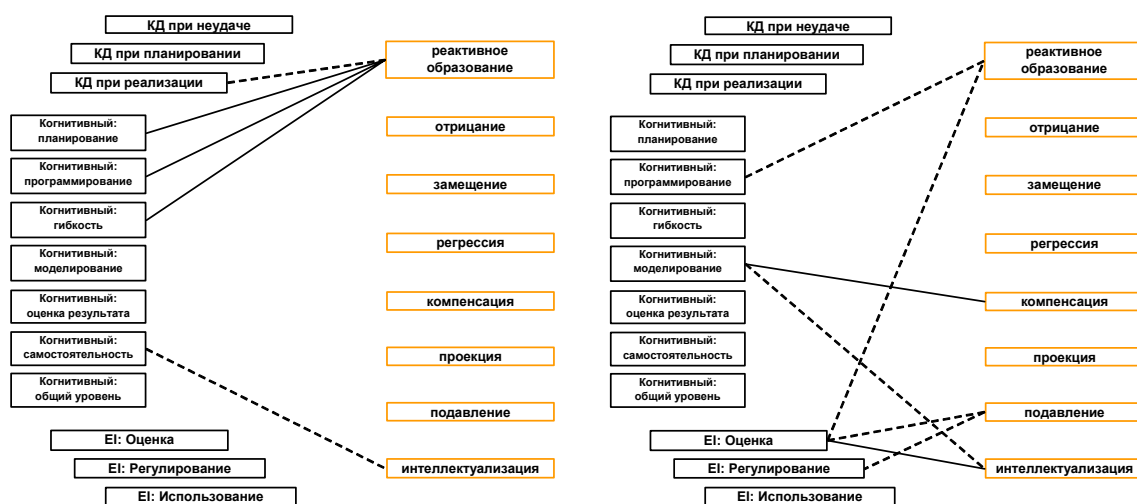 КД при неудаче
КД при планировании
КД при реализации
Когнитивный:
планирование
Когнитивный:
программирование
Когнитивный:
гибкость
Когнитивный:
моделирование
Когнитивный:
оценка результата
Когнитивный:
самостоятельность
Когнитивный:
общий уровень
EI: Оценка
EI: Регулирование
EI: Использование
реактивное
образование
отрицание
замещение
регрессия
компенсация
проекция
подавление
интеллектуализация
КД при неудаче
КД при планировании
КД при реализации
Когнитивный:
планирование
Когнитивный:
программирование
Когнитивный:
гибкость
Когнитивный:
моделирование
Когнитивный:
оценка результата
Когнитивный:
самостоятельность
Когнитивный:
общий уровень
EI: Оценка
EI: Регулирование
EI: Использование
реактивное
образование
отрицание
замещение
регрессия
компенсация
проекция
подавление
интеллектуализация